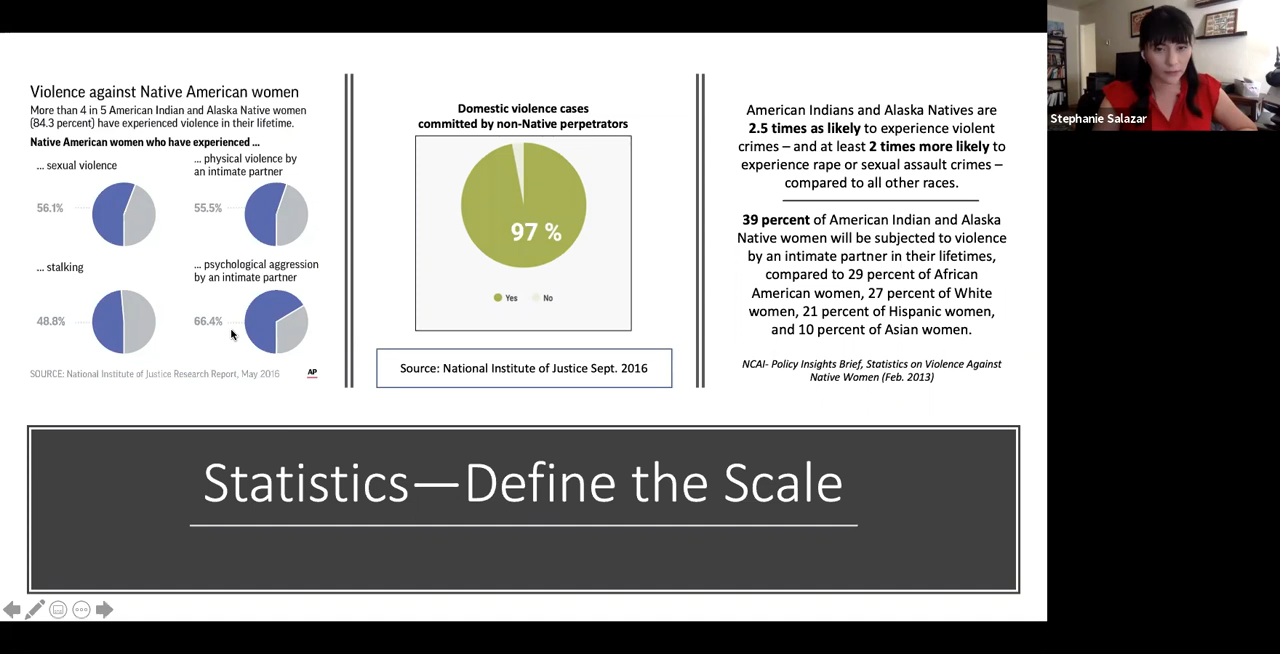 Violence against Native American women
More than 4 in 5 American Indian and Alaska Native women
(84.3 percent) have experienced violence in their lifetime.
Native American women who have experienced ...
... sexual violence
56.1%
... physical violence by
an intimate partner
55.5%
... stalking
48.8%
... psychological aggression
by an intimate partner
66.4%
SOURCE: National Institute of Justice Research Report, May 2016
AP
Domestic violence cases
committed by non-Native perpetrators
97 %
Yes No
Source: National Institute of Justice Sept. 2016
American Indians and Alaska Natives are
2.5 times as likely to experience violent
crimes – and at least 2 times more likely to
experience rape or sexual assault crimes –
compared to all other races.
39 percent of American Indian and Alaska
Native women will be subjected to violence
by an intimate partner in their lifetimes,
compared to 29 percent of African
American women, 27 percent of White
women, 21 percent of Hispanic women,
and 10 percent of Asian women.
NCAI- Policy Insights Brief, Statistics on Violence Against
Native Women (Feb. 2013)
Statistics—Define the Scale
Stephanie Salazar